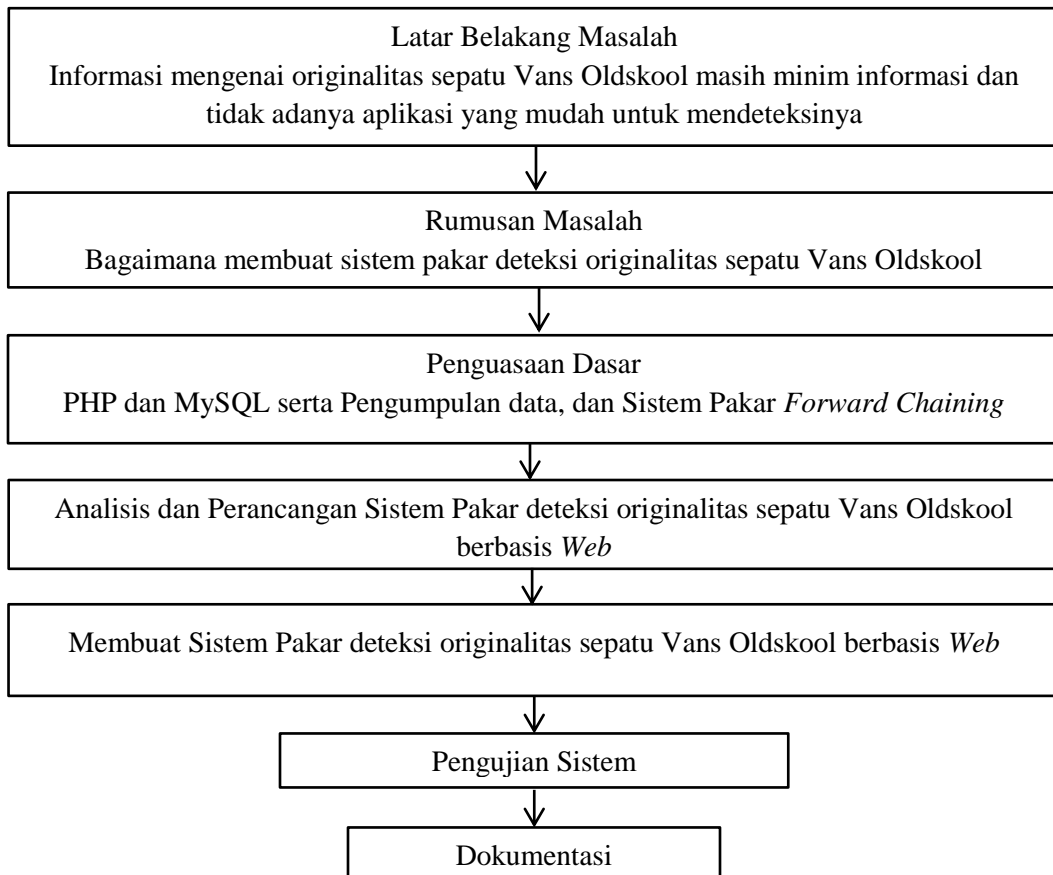 Latar Belakang Masalah
Informasi mengenai originalitas sepatu Vans Oldskool masih minim informasi dan
tidak adanya aplikasi yang mudah untuk mendeteksinya
Rumusan Masalah
Bagaimana membuat sistem pakar deteksi originalitas sepatu Vans Oldskool
Penguasaan Dasar
PHP dan MySQL serta Pengumpulan data, dan Sistem Pakar Forward Chaining
Analisis dan Perancangan Sistem Pakar deteksi originalitas sepatu Vans Oldskool
berbasis Web
Membuat Sistem Pakar deteksi originalitas sepatu Vans Oldskool berbasis Web
Pengujian Sistem
Dokumentasi